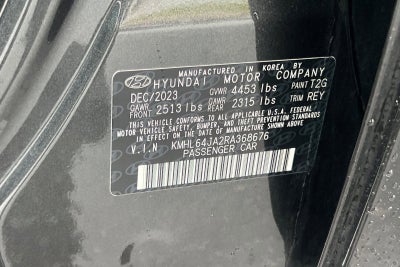 MANUFACTURED IN KOREA BY
HYUNDAI MOTOR COMPANY
DEC/2023 GVWR 4453 lbs PAINT T2G
GAWR FRONT 2513 lbs GAWR REAR 2315 lbs TRIM REY
THIS VEHICLE CONFORMS TO ALL APPLICABLE U.S.A FEDERAL
MOTOR VEHICLE SAFETY, BUMPER, AND THEFT PREVENTION
STANDARDS IN EFFECT ON THE DATE OF MANUFACTURE
SHOWN ABOVE.
V.I.N KMHL64JA2RA368676
PASSENGER CAR